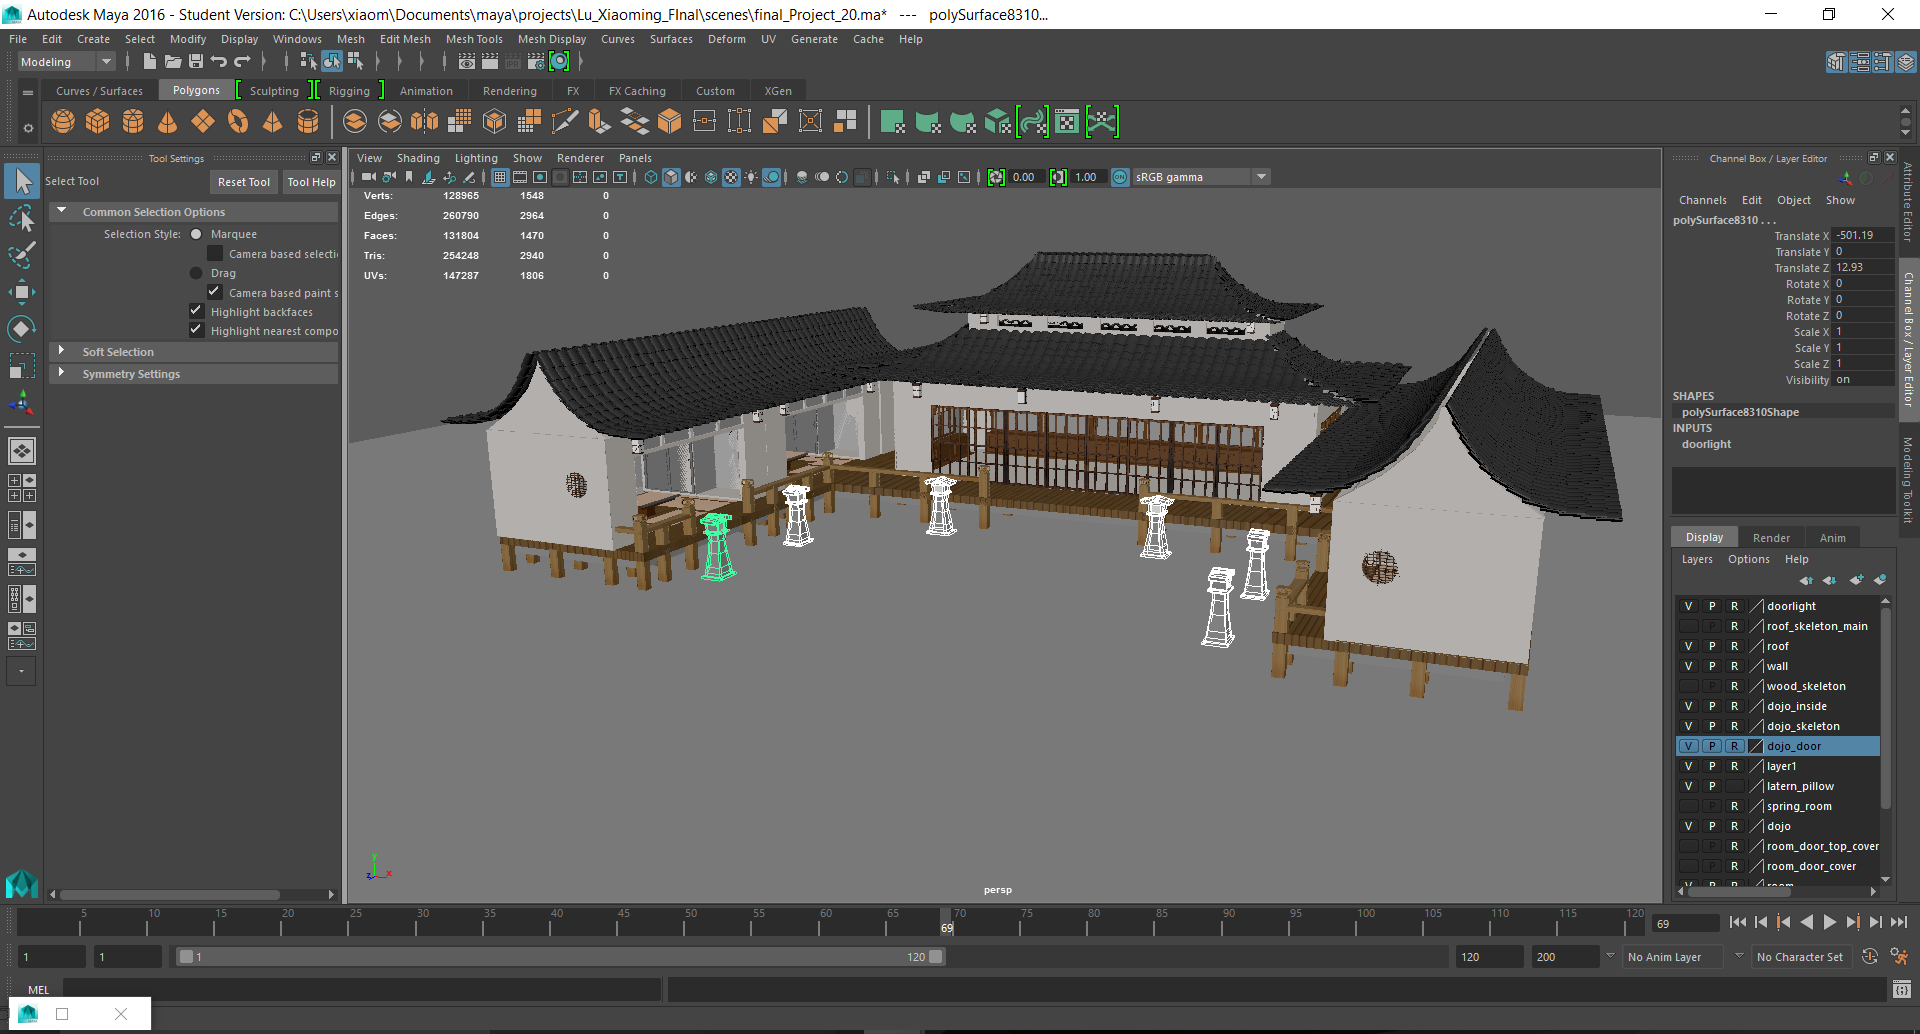 Autodesk Maya 2016 - Student Version: C:\Users\xiaom\Documents\maya\projects\Lu_Xiaoming_FInal\scenes\final_Project_20.ma* --- polySurface8310...
File Edit Create Select Modify Display Windows Mesh Edit Mesh Mesh Tools Mesh Display Curves Surfaces Deform UV Generate Cache Help
Modeling
Curves / Surfaces Polygons Sculpting Rigging Animation Rendering FX FX Caching Custom XGen
Tool Settings
Select Tool Reset Tool Tool Help
Common Selection Options
Selection Style: Marquee
Camera based selecti
Drag
Camera based paint s
Highlight backfaces
Highlight nearest compo
Soft Selection
Symmetry Settings
View Shading Lighting Show Renderer Panels
0.00 1.00 sRGB gamma
Verts: 128965 1548 0
Edges: 260790 2964 0
Faces: 131804 1470 0
Tris: 254248 2940 0
UVs: 147287 1806 0
y
z x
persp
Channel Box / Layer Editor
Channels Edit Object Show
polySurface8310 . . .
Translate X -501.19
Translate Y 0
Translate Z 12.93
Rotate X 0
Rotate Y 0
Rotate Z 0
Scale X 1
Scale Y 1
Scale Z 1
Visibility on
SHAPES
polySurface8310Shape
INPUTS
doorlight
Display Render Anim
Layers Options Help
V P R doorlight
P R roof_skeleton_main
V P R roof
V P R wall
P R wood_skeleton
V P R dojo_inside
V P R dojo_skeleton
V P R dojo_door
V P R layer1
V P latern_pillow
P R spring_room
V P R dojo
P R room_door_top_cover
P R room_door_cover
V P R room
Attribute Editor
Channel Box / Layer Editor
Modeling Toolkit
5 10 15 20 25 30 35 40 45 50 55 60 65 70 75 80 85 90 95 100 105 110 115 120
69 69
1 1 1 120 120 200 No Anim Layer No Character Set
MEL